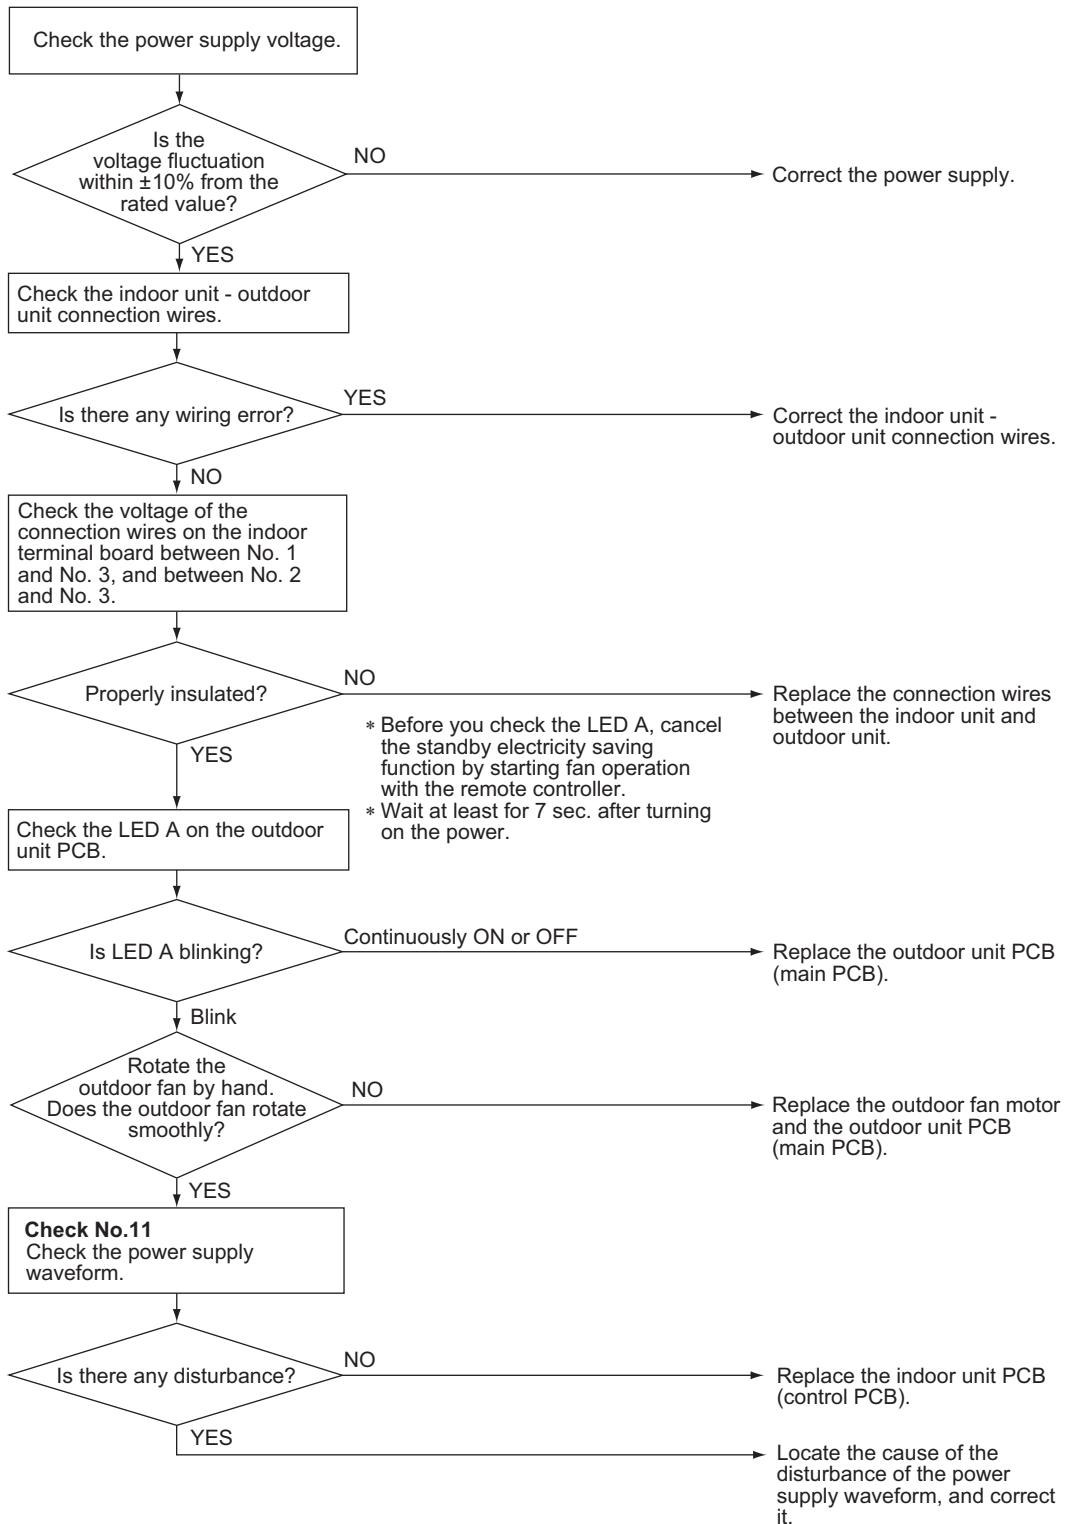 Check the power supply voltage.
Is the
voltage fluctuation
within ±10% from the
rated value?
NO
Correct the power supply.
YES
Check the indoor unit - outdoor
unit connection wires.
Is there any wiring error?
YES
Correct the indoor unit -
outdoor unit connection wires.
NO
Check the voltage of the
connection wires on the indoor
terminal board between No. 1
and No. 3, and between No. 2
and No. 3.
Properly insulated?
NO
Replace the connection wires
between the indoor unit and
outdoor unit.
∗ Before you check the LED A, cancel
the standby electricity saving
function by starting fan operation
with the remote controller.
∗ Wait at least for 7 sec. after turning
on the power.
YES
Check the LED A on the outdoor
unit PCB.
Is LED A blinking?
Continuously ON or OFF
Replace the outdoor unit PCB
(main PCB).
Blink
Rotate the
outdoor fan by hand.
Does the outdoor fan rotate
smoothly?
NO
Replace the outdoor fan motor
and the outdoor unit PCB
(main PCB).
YES
Check No.11
Check the power supply
waveform.
Is there any disturbance?
NO
Replace the indoor unit PCB
(control PCB).
YES
Locate the cause of the
disturbance of the power
supply waveform, and correct
it.